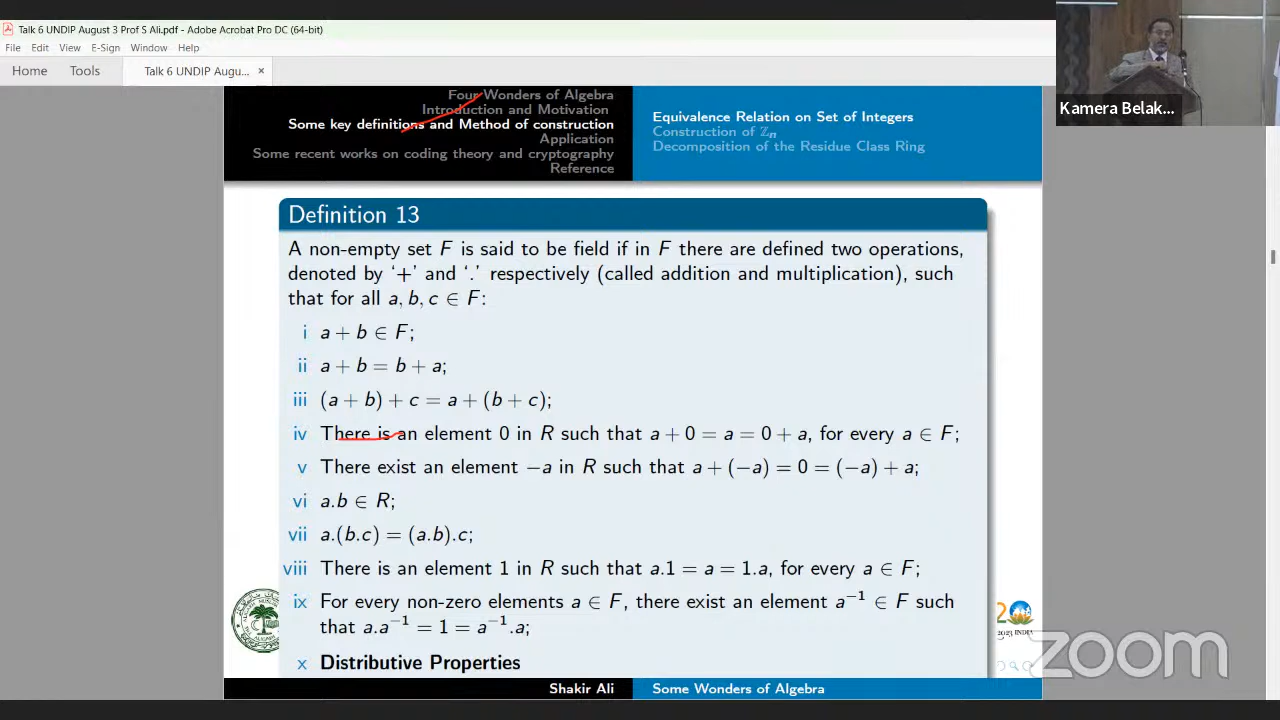 Talk 6 UNDIP August 3 Prof S Ali.pdf - Adobe Acrobat Pro DC (64-bit)
File Edit View E-Sign Window Help
Home Tools Talk 6 UNDIP Augu... ×
Kamera Belak...
Four Wonders of Algebra
Introduction and Motivation
Some key definitions and Method of construction
Application
Some recent works on coding theory and cryptography
Reference
Equivalence Relation on Set of Integers
Construction of ℤₙ
Decomposition of the Residue Class Ring
Definition 13
A non-empty set F is said to be field if in F there are defined two operations,
denoted by ‘+’ and ‘.’ respectively (called addition and multiplication), such
that for all a, b, c ∈ F:
i a + b ∈ F;
ii a + b = b + a;
iii (a + b) + c = a + (b + c);
iv There is an element 0 in R such that a + 0 = a = 0 + a, for every a ∈ F;
v There exist an element −a in R such that a + (−a) = 0 = (−a) + a;
vi a.b ∈ R;
vii a.(b.c) = (a.b).c;
viii There is an element 1 in R such that a.1 = a = 1.a, for every a ∈ F;
ix For every non-zero elements a ∈ F, there exist an element a⁻¹ ∈ F such
that a.a⁻¹ = 1 = a⁻¹.a;
x Distributive Properties
2023 INDIA
zoom
Shakir Ali Some Wonders of Algebra